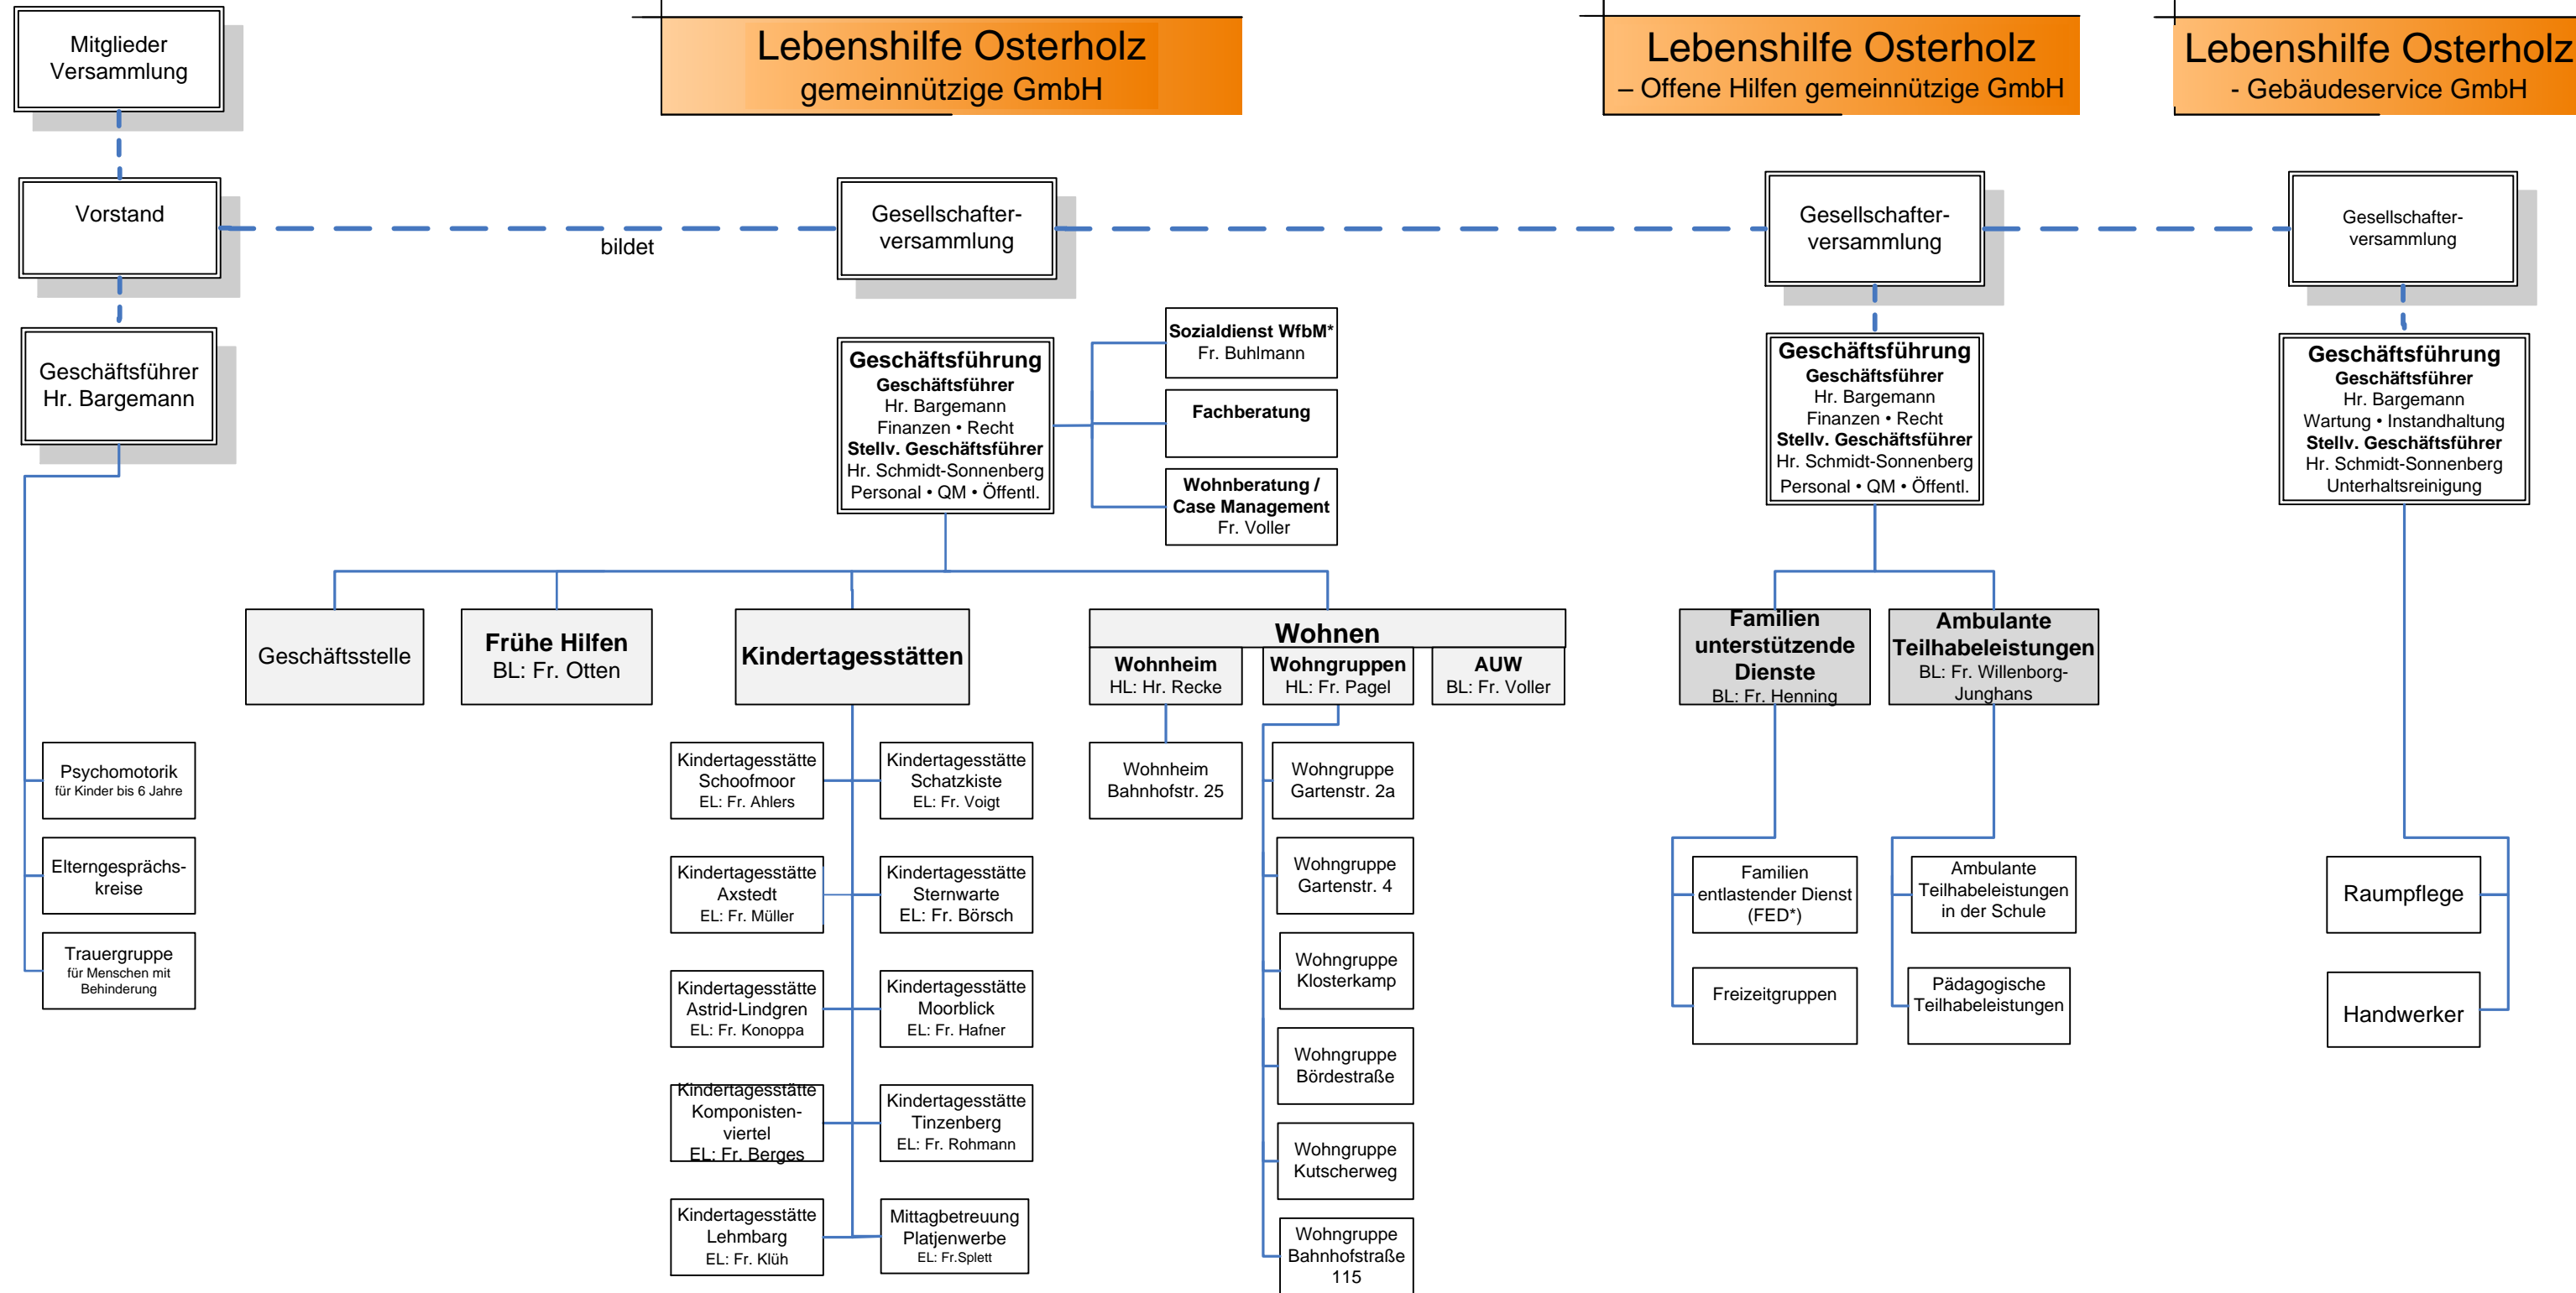 Mitglieder
Versammlung
Lebenshilfe Osterholz
gemeinnützige GmbH
Lebenshilfe Osterholz
– Offene Hilfen gemeinnützige GmbH
Lebenshilfe Osterholz
- Gebäudeservice GmbH
Vorstand
bildet
Gesellschafter-
versammlung
Gesellschafter-
versammlung
Gesellschafter-
versammlung
Geschäftsführer
Hr. Bargemann
Geschäftsführung
Geschäftsführer
Hr. Bargemann
Finanzen • Recht
Stellv. Geschäftsführer
Hr. Schmidt-Sonnenberg
Personal • QM • Öffentl.
Sozialdienst WfbM*
Fr. Buhlmann
Fachberatung
Wohnberatung /
Case Management
Fr. Voller
Geschäftsführung
Geschäftsführer
Hr. Bargemann
Finanzen • Recht
Stellv. Geschäftsführer
Hr. Schmidt-Sonnenberg
Personal • QM • Öffentl.
Geschäftsführung
Geschäftsführer
Hr. Bargemann
Wartung • Instandhaltung
Stellv. Geschäftsführer
Hr. Schmidt-Sonnenberg
Unterhaltsreinigung
Geschäftsstelle
Frühe Hilfen
BL: Fr. Otten
Kindertagesstätten
Wohnen
Wohnheim
HL: Hr. Recke
Wohngruppen
HL: Fr. Pagel
AUW
BL: Fr. Voller
Familien
unterstützende
Dienste
BL: Fr. Henning
Ambulante
Teilhabeleistungen
BL: Fr. Willenborg-
Junghans
Psychomotorik
für Kinder bis 6 Jahre
Elterngesprächs-
kreise
Trauergruppe
für Menschen mit
Behinderung
Kindertagesstätte
Schoofmoor
EL: Fr. Ahlers
Kindertagesstätte
Schatzkiste
EL: Fr. Voigt
Kindertagesstätte
Axstedt
EL: Fr. Müller
Kindertagesstätte
Sternwarte
EL: Fr. Börsch
Kindertagesstätte
Astrid-Lindgren
EL: Fr. Konoppa
Kindertagesstätte
Moorblick
EL: Fr. Hafner
Kindertagesstätte
Komponisten-
viertel
EL: Fr. Berges
Kindertagesstätte
Tinzenberg
EL: Fr. Rohmann
Kindertagesstätte
Lehmbarg
EL: Fr. Klüh
Mittagbetreuung
Platjenwerbe
EL: Fr.Splett
Wohnheim
Bahnhofstr. 25
Wohngruppe
Gartenstr. 2a
Wohngruppe
Gartenstr. 4
Wohngruppe
Klosterkamp
Wohngruppe
Bördestraße
Wohngruppe
Kutscherweg
Wohngruppe
Bahnhofstraße
115
Familien
entlastender Dienst
(FED*)
Freizeitgruppen
Ambulante
Teilhabeleistungen
in der Schule
Pädagogische
Teilhabeleistungen
Raumpflege
Handwerker